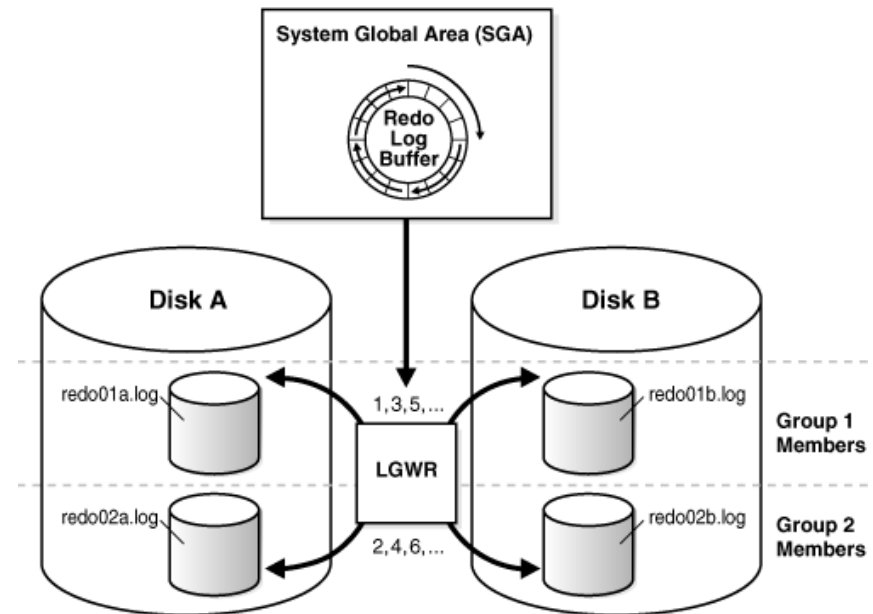 System Global Area (SGA)
Redo
Log
Buffer
Disk A
Disk B
redo01a.log
1,3,5,...
redo01b.log
Group 1
Members
LGWR
redo02a.log
2,4,6,...
redo02b.log
Group 2
Members